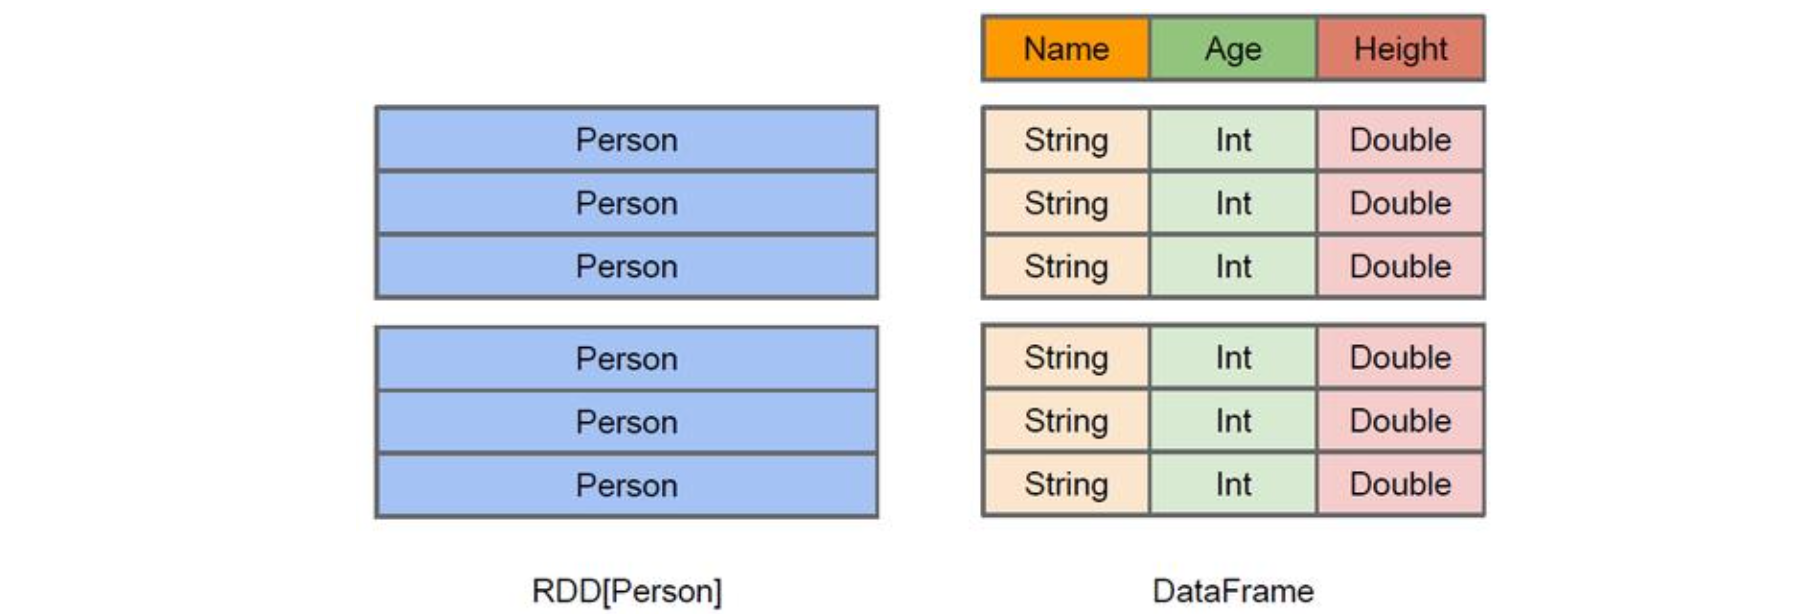 Name Age Height
Person String Int Double
Person String Int Double
Person String Int Double
Person String Int Double
Person String Int Double
Person String Int Double
RDD[Person] DataFrame